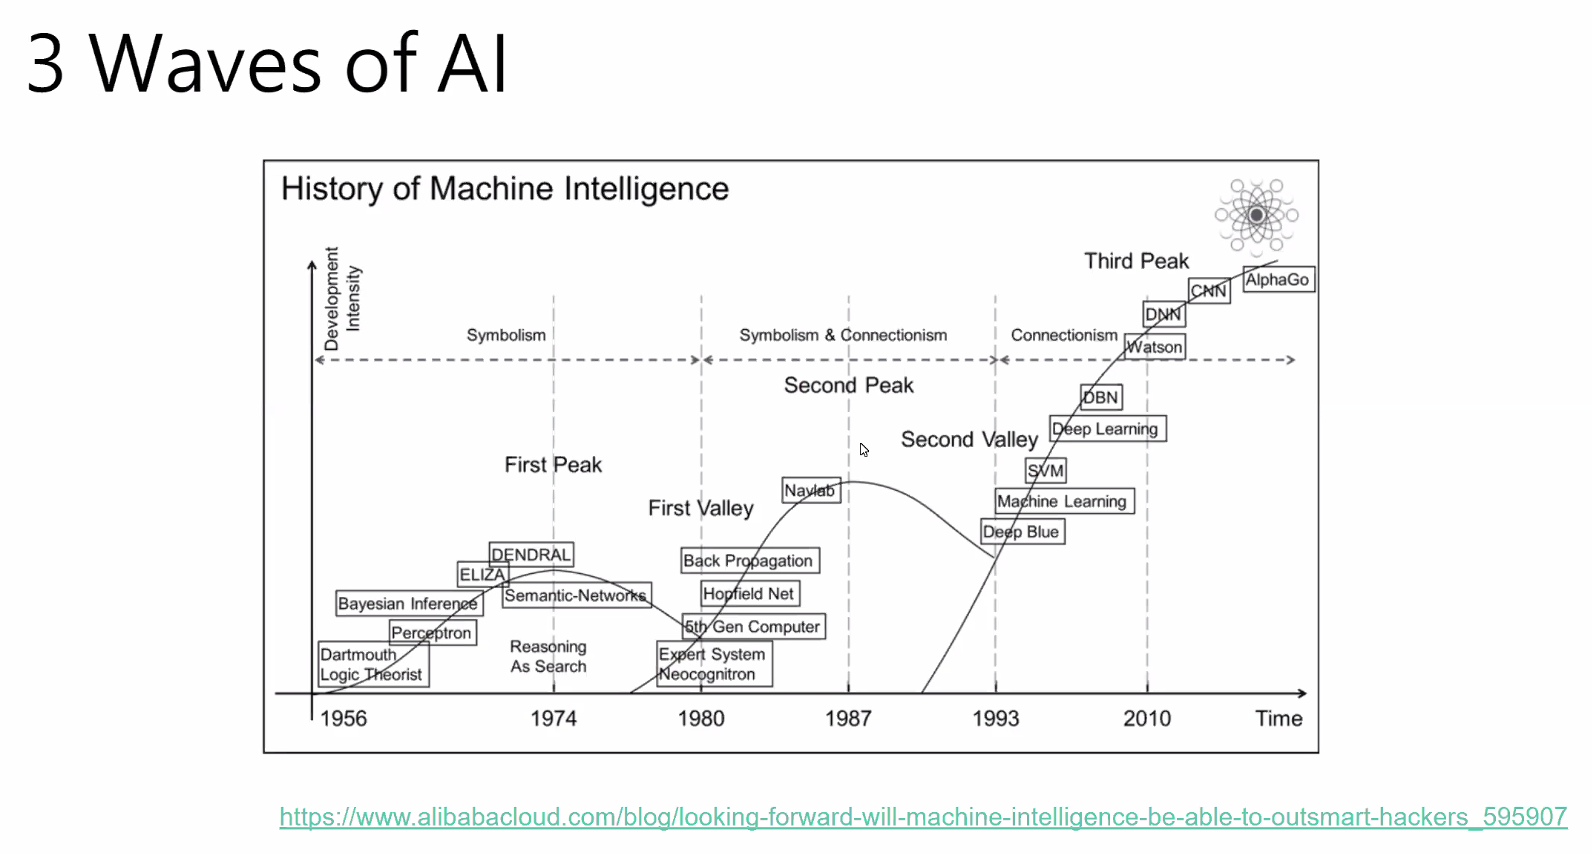 3 Waves of AI
History of Machine Intelligence
Development
Intensity
Third Peak
AlphaGo
CNN
DNN
Symbolism
Symbolism & Connectionism
Connectionism
Watson
Second Peak
DBN
Deep Learning
Second Valley
First Peak
SVM
Navlab
First Valley
Machine Learning
Deep Blue
DENDRAL
Back Propagation
ELIZA
Semantic-Networks
Hopfield Net
Bayesian Inference
5th Gen Computer
Perceptron
Reasoning
As Search
Dartmouth
Logic Theorist
Expert System
Neocognitron
1956
1974
1980
1987
1993
2010
Time
https://www.alibabacloud.com/blog/looking-forward-will-machine-intelligence-be-able-to-outsmart-hackers_595907